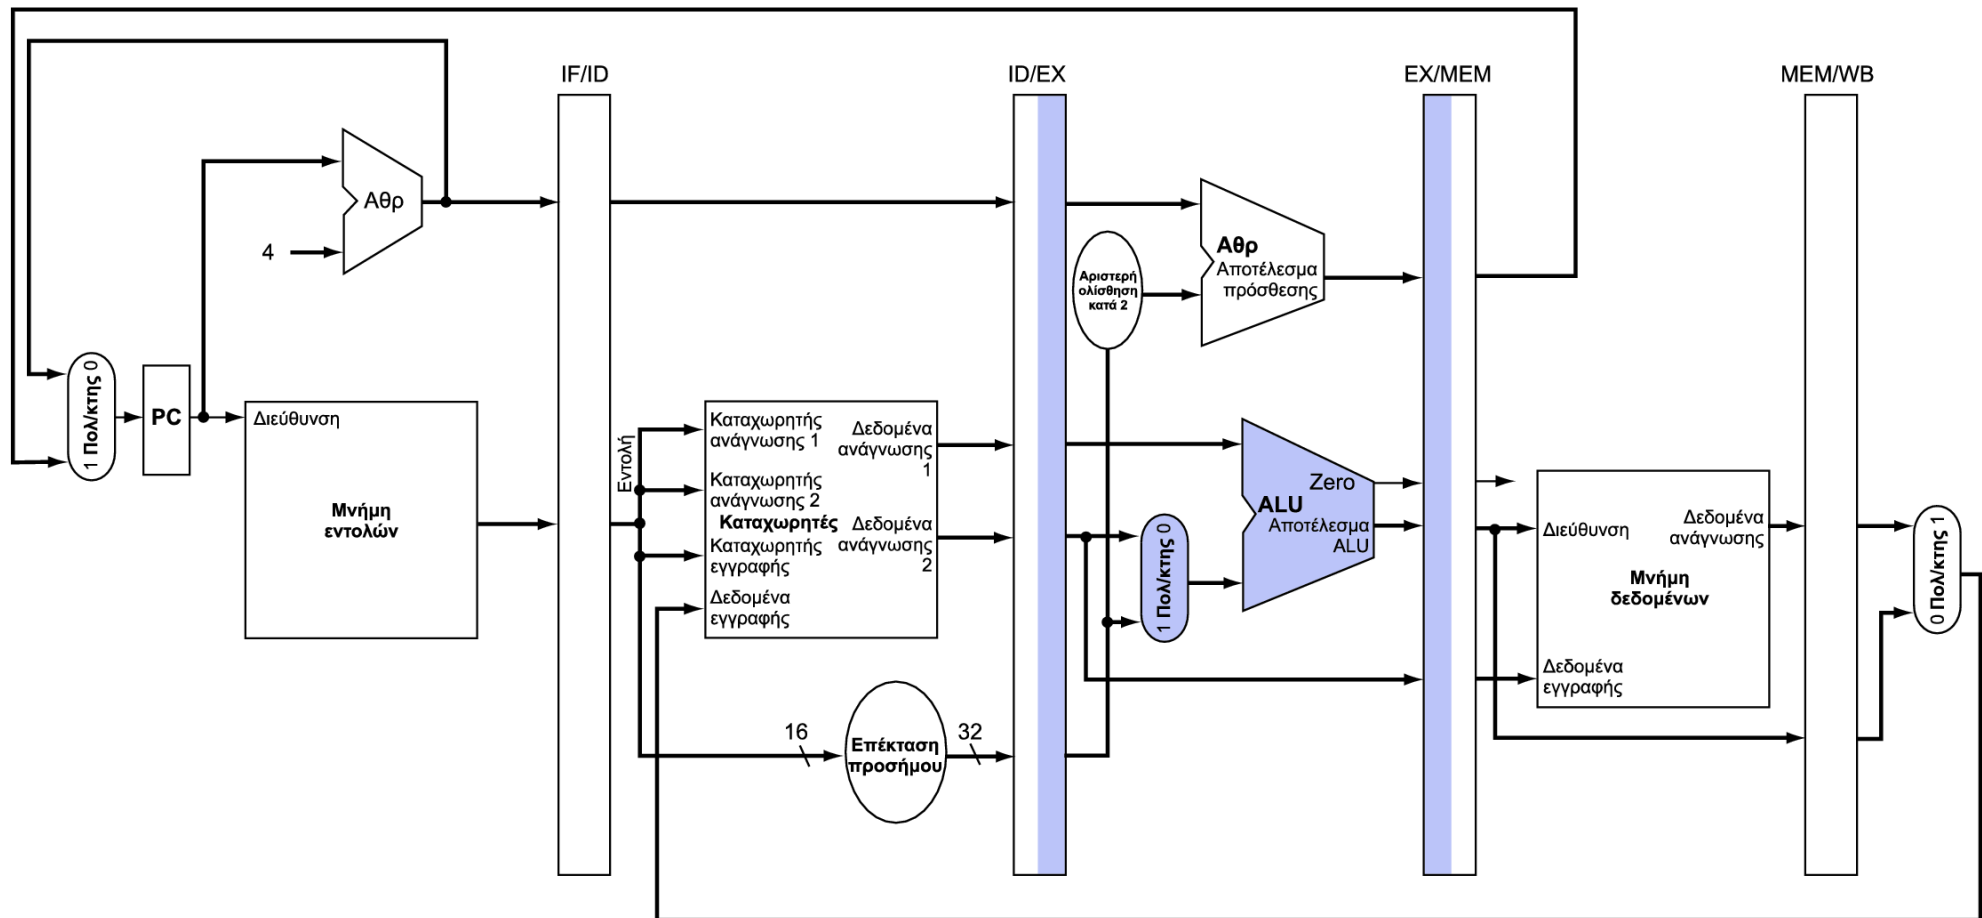 IF/ID
ID/EX
EX/MEM
MEM/WB
Αθρ
4
Αθρ
Αποτέλεσμα
πρόσθεσης
Αριστερή
ολίσθηση
κατά 2
1 Πολ/κτης 0
PC
Διεύθυνση
Μνήμη
εντολών
Εντολή
Καταχωρητής
ανάγνωσης 1
Καταχωρητής
ανάγνωσης 2
Καταχωρητές
Καταχωρητής
εγγραφής
Δεδομένα
εγγραφής
Δεδομένα
ανάγνωσης
1
Δεδομένα
ανάγνωσης
2
1 Πολ/κτης 0
Zero
ALU
Αποτέλεσμα
ALU
Διεύθυνση
Δεδομένα
ανάγνωσης
Μνήμη
δεδομένων
Δεδομένα
εγγραφής
0 Πολ/κτης 1
16
Επέκταση
προσήμου
32